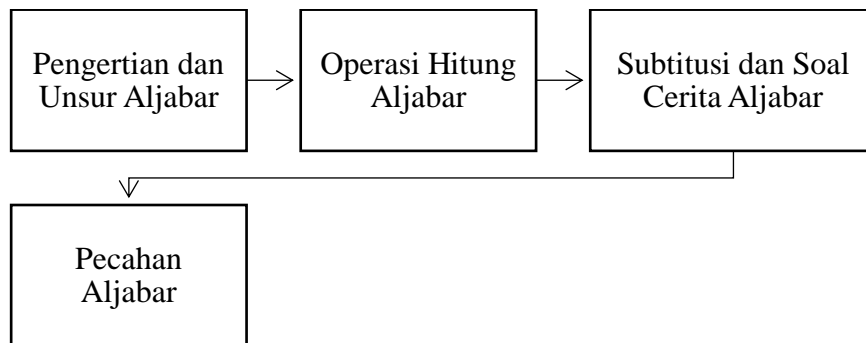 Pengertian dan
Unsur Aljabar
Operasi Hitung
Aljabar
Subtitusi dan Soal
Cerita Aljabar
Pecahan
Aljabar